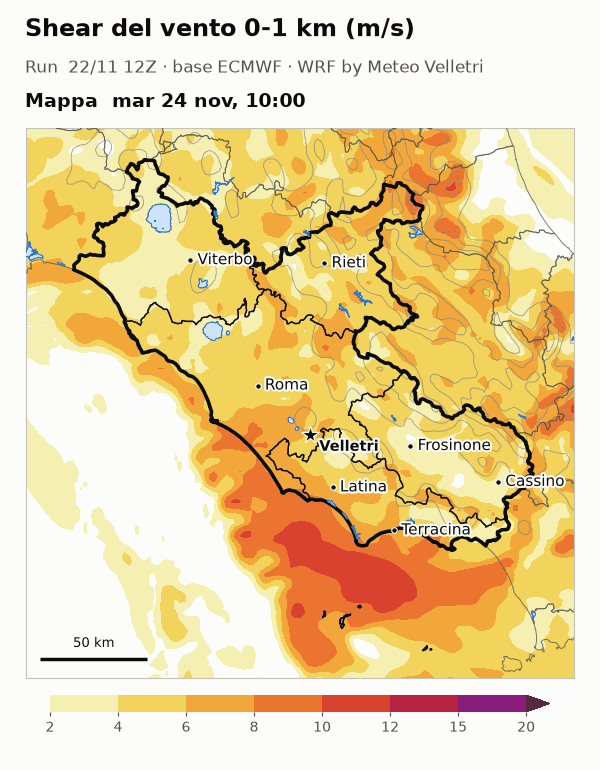 Shear del vento 0-1 km (m/s)
Run  22/11 12Z · base ECMWF · WRF by Meteo Velletri
Mappa  mar 24 nov, 10:00
Viterbo
Rieti
Roma
Velletri
Frosinone
Latina
Cassino
Terracina
50 km
2 4 6 8 10 12 15 20